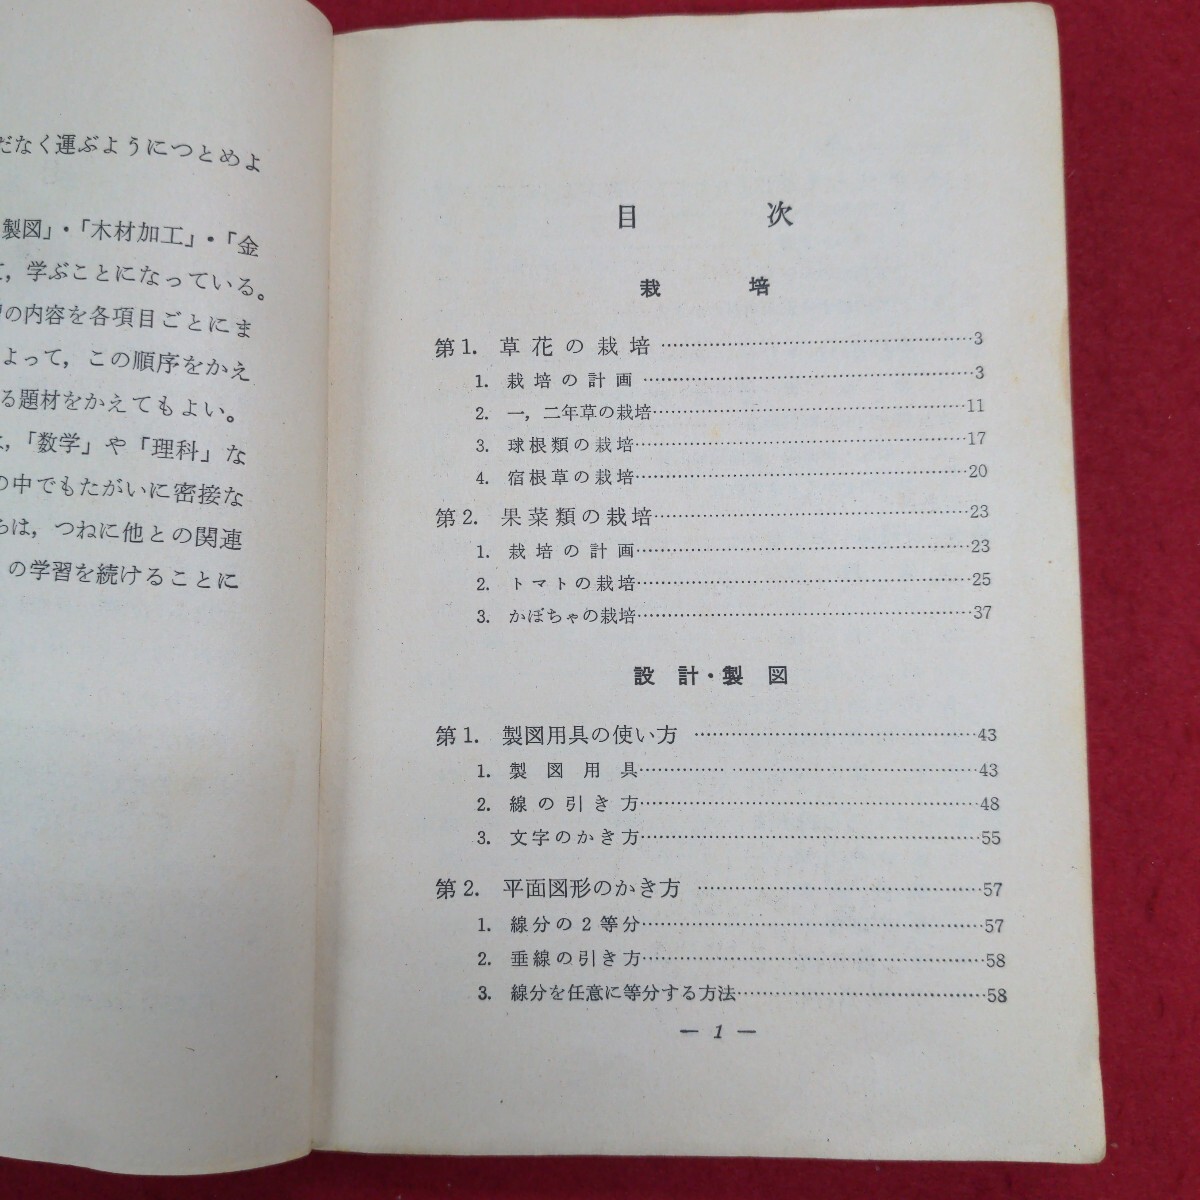 だなく運ぶようにつとめよ
製図」・「木材加工」・「金
，学ぶことになっている。
の内容を各項目ごとにま
よって，この順序をかえ
る題材をかえてもよい。
，「数学」や「理科」な
の中でもたがいに密接な
は，つねに他との関連
の学習を続けることに
目 次
栽 培
第1. 草花の栽培……3
1. 栽培の計画……3
2. 一，二年草の栽培……11
3. 球根類の栽培……17
4. 宿根草の栽培……20
第2. 果菜類の栽培……23
1. 栽培の計画……23
2. トマトの栽培……25
3. かぼちゃの栽培……37
設計・製図
第1. 製図用具の使い方……43
1. 製図用具……43
2. 線の引き方……48
3. 文字のかき方……55
第2. 平面図形のかき方……57
1. 線分の2等分……57
2. 垂線の引き方……58
3. 線分を任意に等分する方法……58
― 1 ―